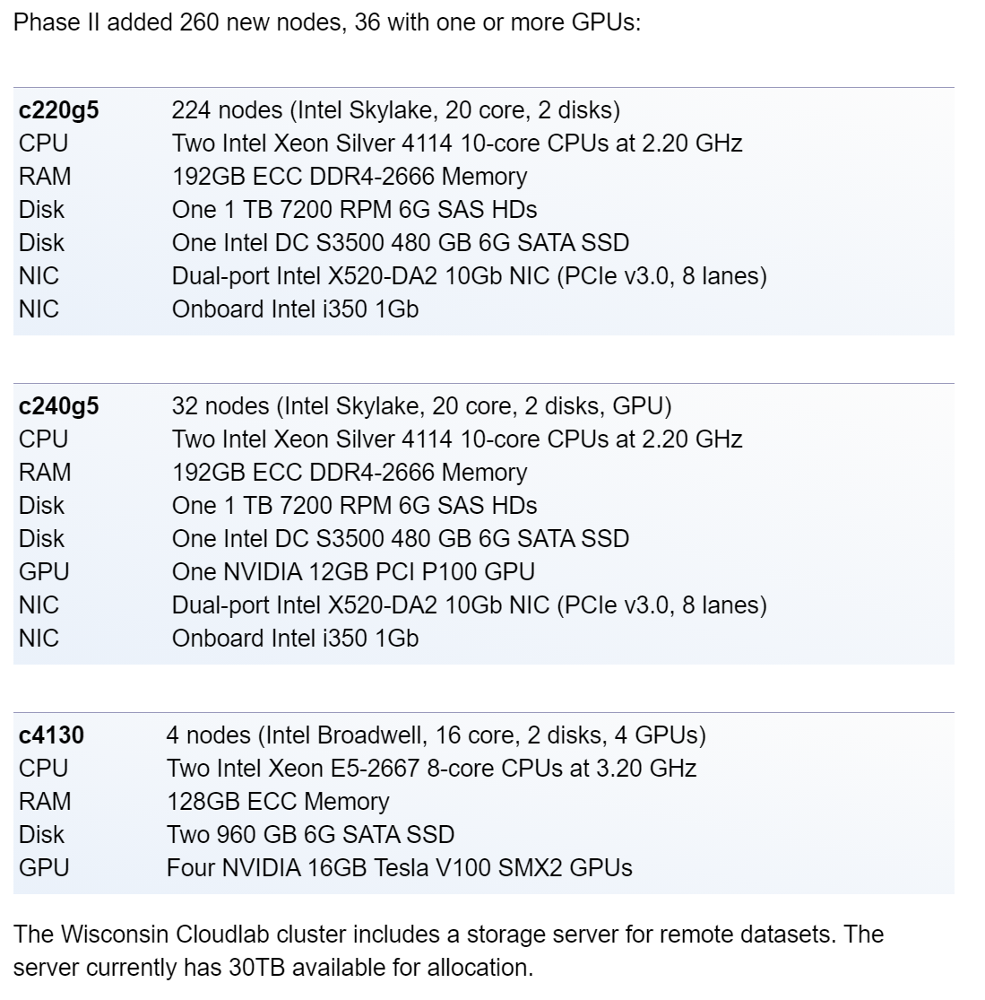 Phase II added 260 new nodes, 36 with one or more GPUs:
c220g5 224 nodes (Intel Skylake, 20 core, 2 disks)
CPU Two Intel Xeon Silver 4114 10-core CPUs at 2.20 GHz
RAM 192GB ECC DDR4-2666 Memory
Disk One 1 TB 7200 RPM 6G SAS HDs
Disk One Intel DC S3500 480 GB 6G SATA SSD
NIC Dual-port Intel X520-DA2 10Gb NIC (PCIe v3.0, 8 lanes)
NIC Onboard Intel i350 1Gb
c240g5 32 nodes (Intel Skylake, 20 core, 2 disks, GPU)
CPU Two Intel Xeon Silver 4114 10-core CPUs at 2.20 GHz
RAM 192GB ECC DDR4-2666 Memory
Disk One 1 TB 7200 RPM 6G SAS HDs
Disk One Intel DC S3500 480 GB 6G SATA SSD
GPU One NVIDIA 12GB PCI P100 GPU
NIC Dual-port Intel X520-DA2 10Gb NIC (PCIe v3.0, 8 lanes)
NIC Onboard Intel i350 1Gb
c4130 4 nodes (Intel Broadwell, 16 core, 2 disks, 4 GPUs)
CPU Two Intel Xeon E5-2667 8-core CPUs at 3.20 GHz
RAM 128GB ECC Memory
Disk Two 960 GB 6G SATA SSD
GPU Four NVIDIA 16GB Tesla V100 SMX2 GPUs
The Wisconsin Cloudlab cluster includes a storage server for remote datasets. The
server currently has 30TB available for allocation.